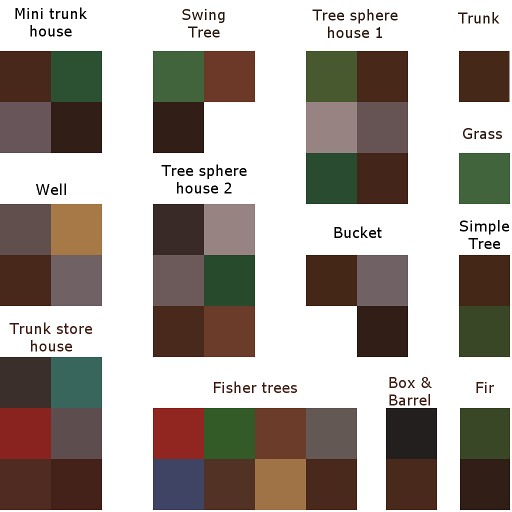 Mini trunk
house
Swing
Tree
Tree sphere
house 1
Trunk
Grass
Well
Tree sphere
house 2
Bucket
Simple
Tree
Trunk store
house
Fisher trees
Box &
Barrel
Fir